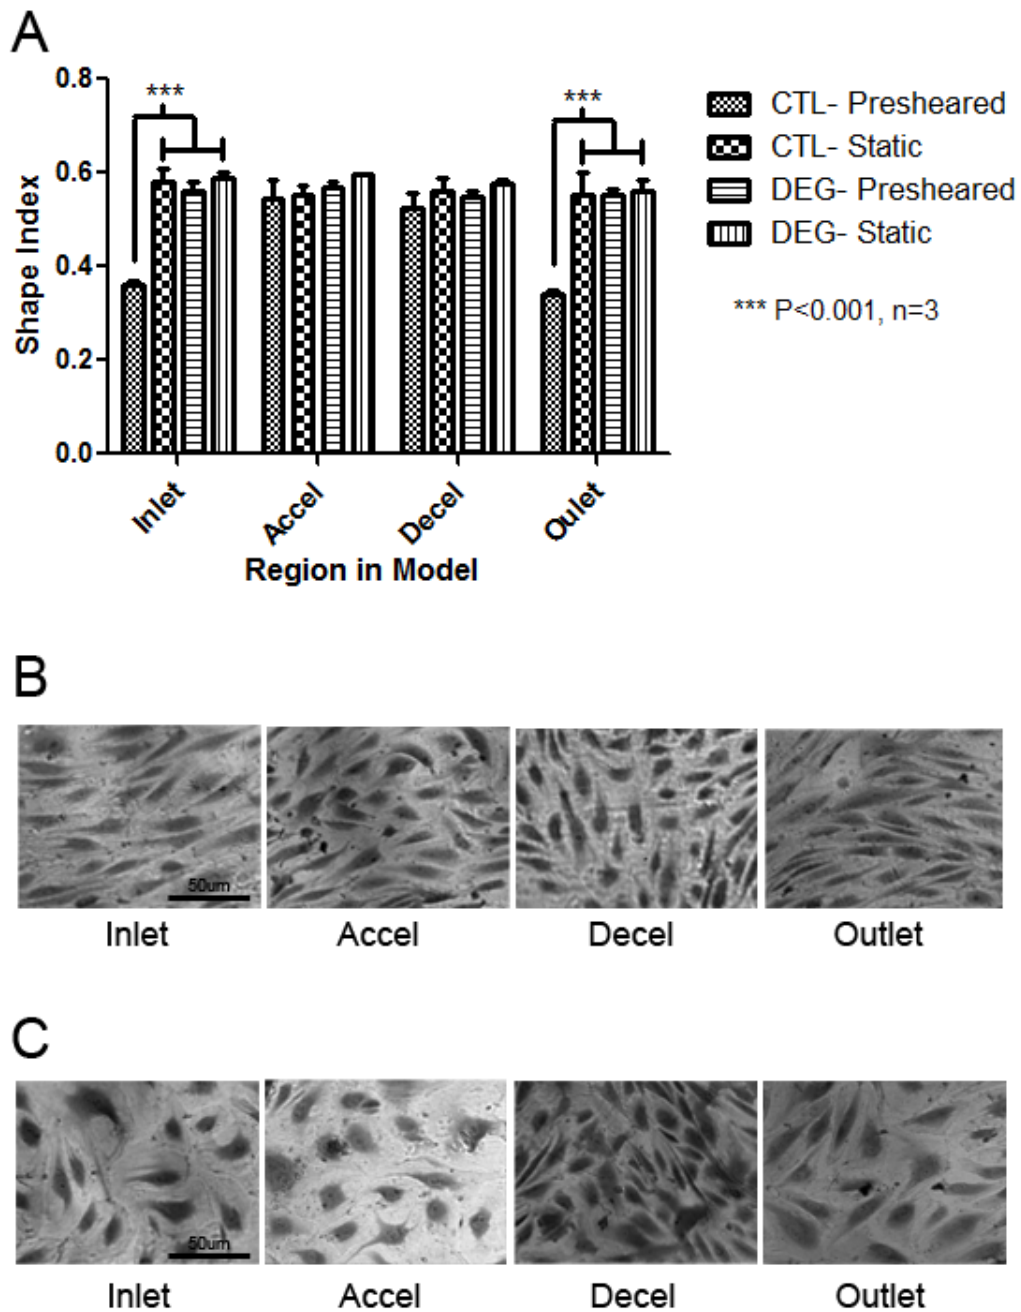 A
0.8
0.6
0.4
0.2
0.0
Shape Index
***
***
Inlet
Accel
Decel
Oulet
Region in Model
CTL- Presheared
CTL- Static
DEG- Presheared
DEG- Static
*** P<0.001, n=3
B
50um
Inlet
Accel
Decel
Outlet
C
50um
Inlet
Accel
Decel
Outlet